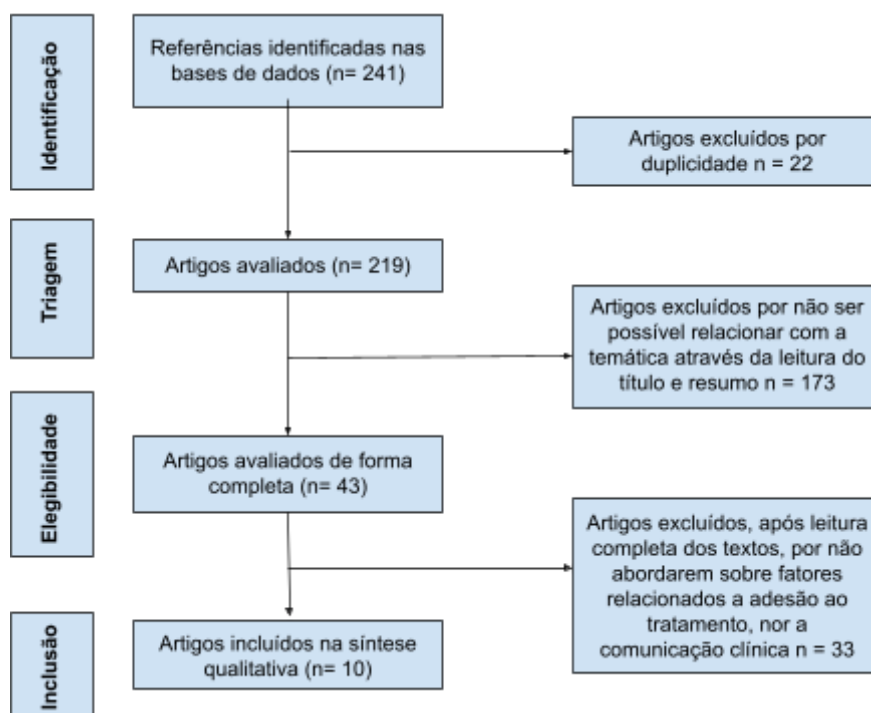 Identificação
Referências identificadas nas
bases de dados (n= 241)
Artigos excluídos por
duplicidade n = 22
Triagem
Artigos avaliados (n= 219)
Artigos excluídos por não ser
possível relacionar com a
temática através da leitura do
título e resumo n = 173
Elegibilidade
Artigos avaliados de forma
completa (n= 43)
Artigos excluídos, após leitura
completa dos textos, por não
abordarem sobre fatores
relacionados a adesão ao
tratamento, nor a
comunicação clínica n = 33
Inclusão
Artigos incluídos na síntese
qualitativa (n= 10)